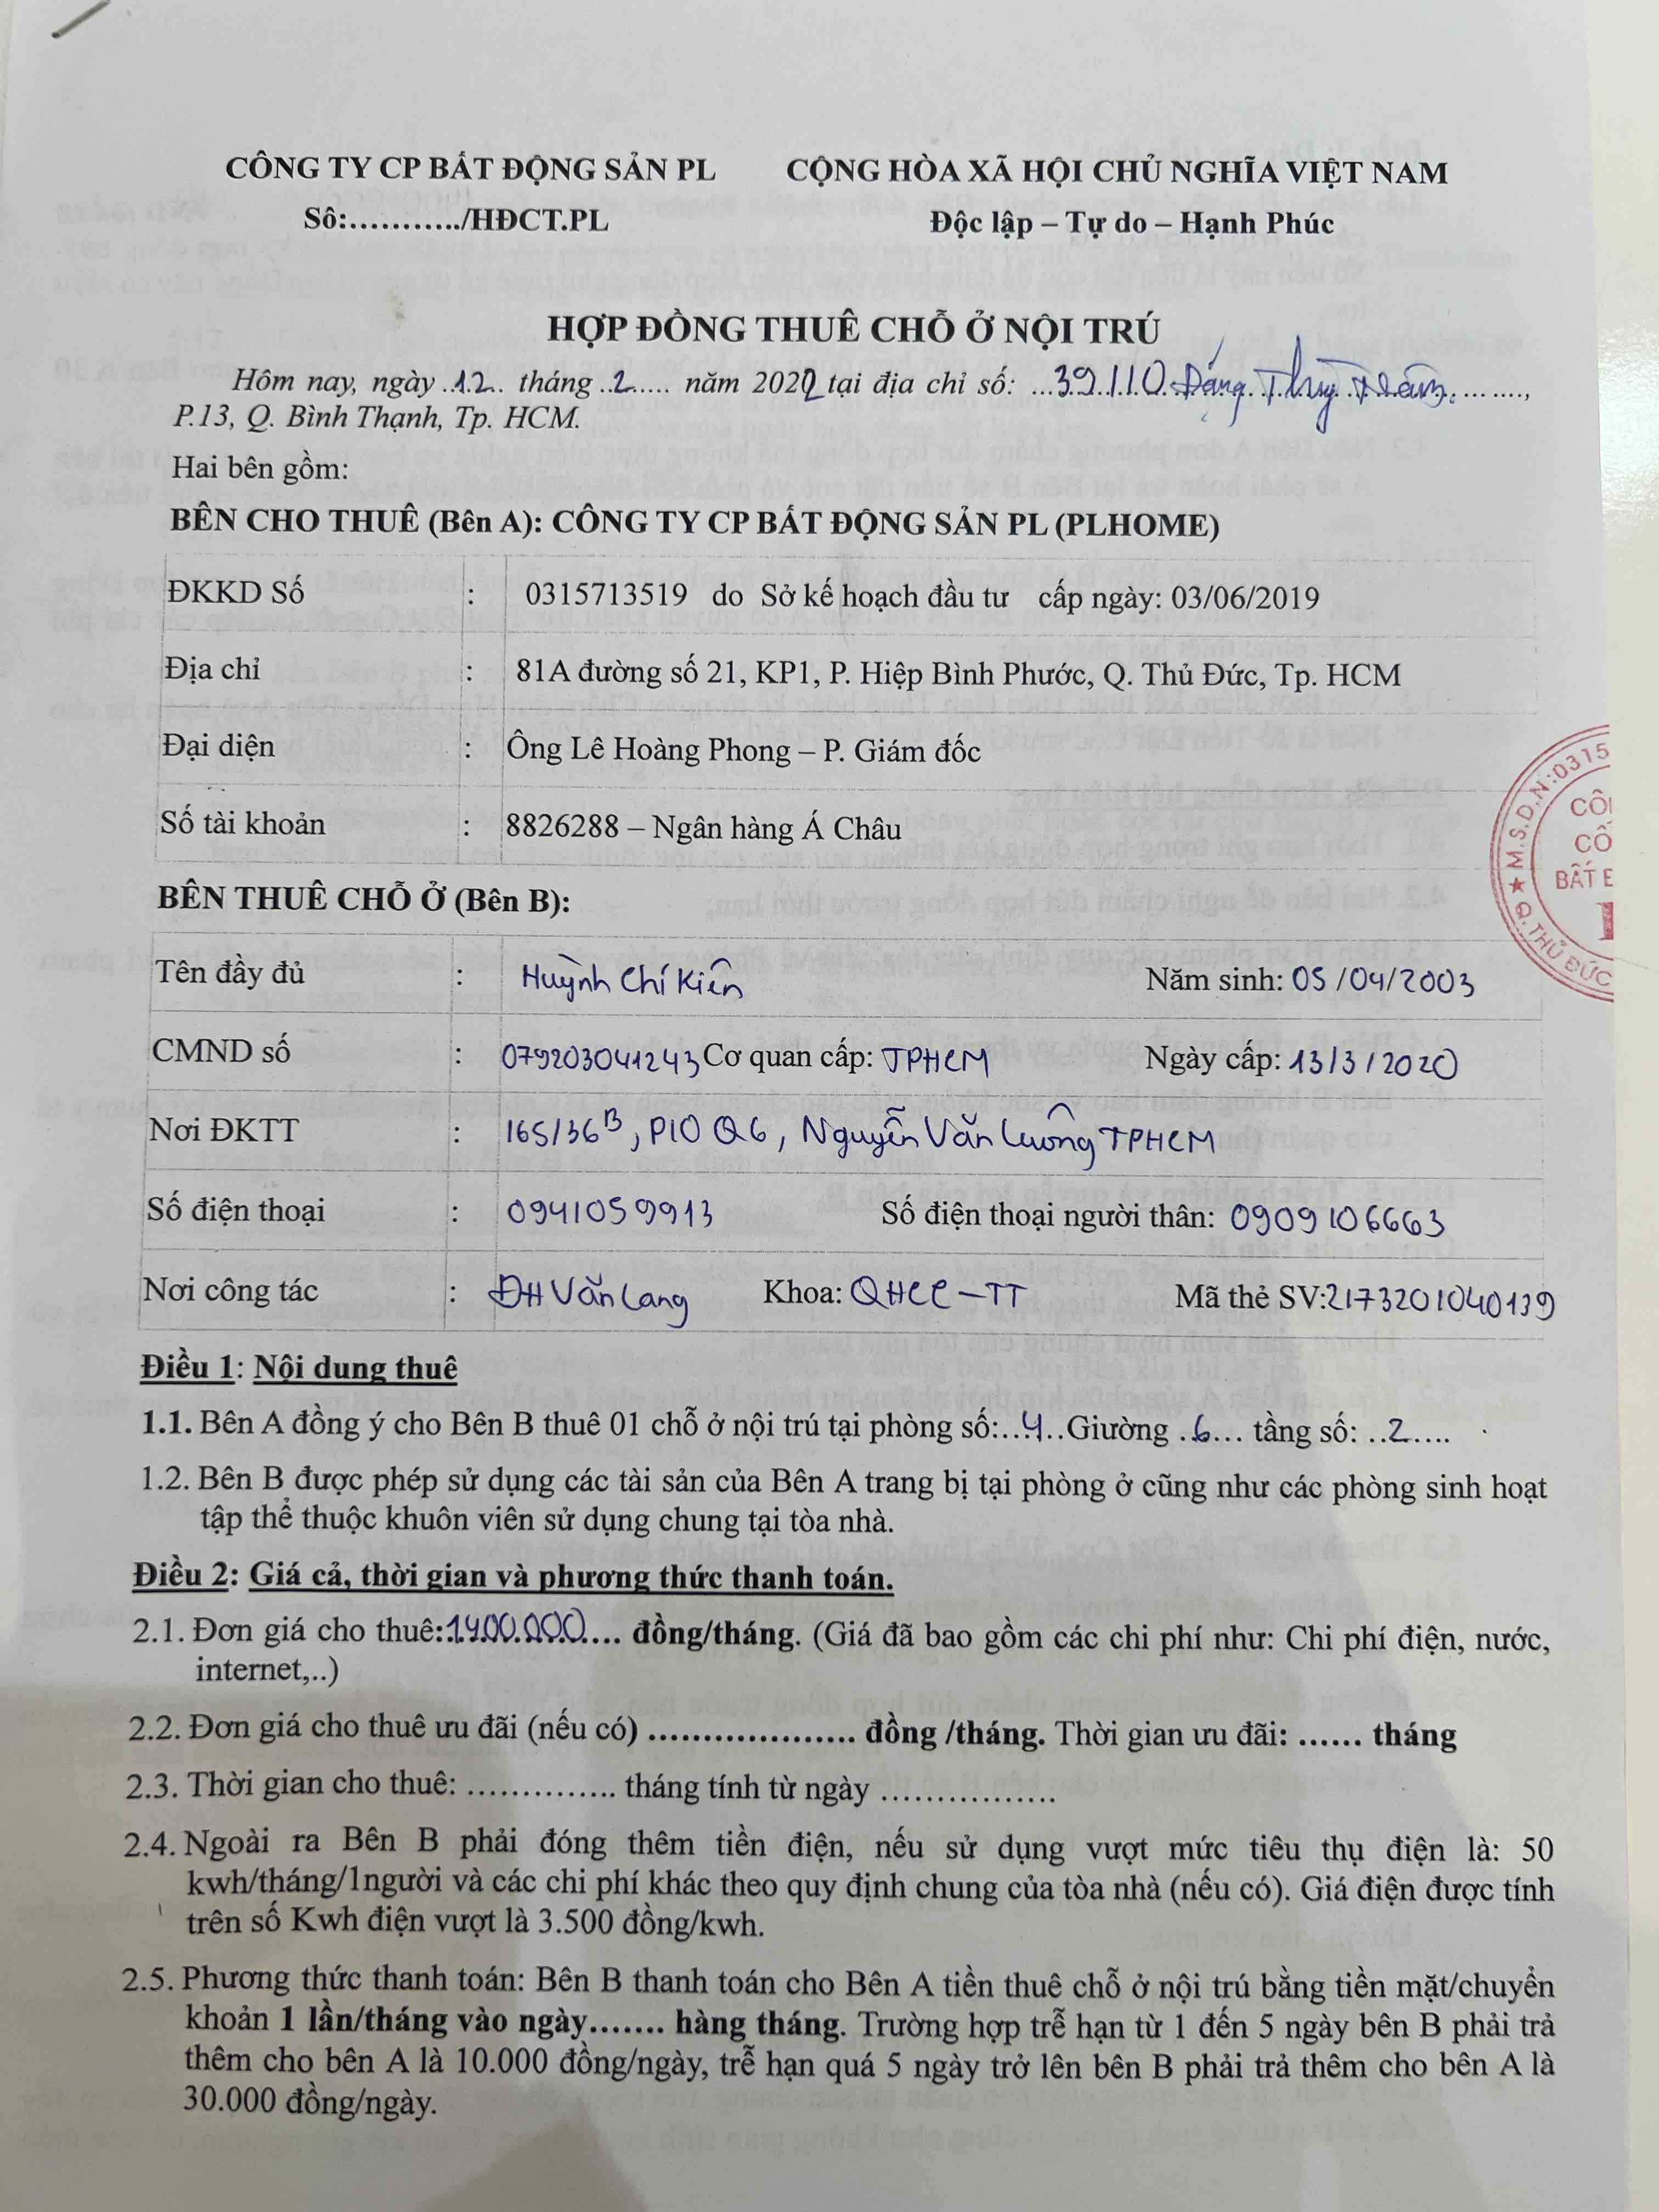 CÔNG TY CP BẤT ĐỘNG SẢN PL
Số:…………/HĐCT.PL
CỘNG HÒA XÃ HỘI CHỦ NGHĨA VIỆT NAM
Độc lập – Tự do – Hạnh Phúc
HỢP ĐỒNG THUÊ CHỖ Ở NỘI TRÚ
Hôm nay, ngày ..12.. tháng ..2..... năm 2022 tại địa chỉ số: ...39.110.Đặng.Thùy.Trâm..........,
P.13, Q. Bình Thạnh, Tp. HCM.
Hai bên gồm:
BÊN CHO THUÊ (Bên A): CÔNG TY CP BẤT ĐỘNG SẢN PL (PLHOME)
ĐKKD Số : 0315713519 do Sở kế hoạch đầu tư cấp ngày: 03/06/2019
Địa chỉ : 81A đường số 21, KP1, P. Hiệp Bình Phước, Q. Thủ Đức, Tp. HCM
Đại diện : Ông Lê Hoàng Phong – P. Giám đốc
Số tài khoản : 8826288 – Ngân hàng Á Châu
BÊN THUÊ CHỖ Ở (Bên B):
Tên đầy đủ : Huỳnh Chí Kiên Năm sinh: 05/04/2003
CMND số : 079203041243 Cơ quan cấp: TPHCM Ngày cấp: 13/3/2020
Nơi ĐKTT : 165/36B, P10 Q6, Nguyễn Văn Luông TPHCM
Số điện thoại : 0941059913 Số điện thoại người thân: 0909106663
Nơi công tác : ĐH Văn Lang Khoa: QHCC-TT Mã thẻ SV:2173201040139
Điều 1: Nội dung thuê
1.1. Bên A đồng ý cho Bên B thuê 01 chỗ ở nội trú tại phòng số:...4..Giường ..6... tầng số: ..2....
1.2. Bên B được phép sử dụng các tài sản của Bên A trang bị tại phòng ở cũng như các phòng sinh hoạt
tập thể thuộc khuôn viên sử dụng chung tại tòa nhà.
Điều 2: Giá cả, thời gian và phương thức thanh toán.
2.1. Đơn giá cho thuê:.1.400.000.... đồng/tháng. (Giá đã bao gồm các chi phí như: Chi phí điện, nước,
internet,..)
2.2. Đơn giá cho thuê ưu đãi (nếu có) ……………….. đồng /tháng. Thời gian ưu đãi: …… tháng
2.3. Thời gian cho thuê: ………….. tháng tính từ ngày …………….
2.4. Ngoài ra Bên B phải đóng thêm tiền điện, nếu sử dụng vượt mức tiêu thụ điện là: 50
kwh/tháng/1người và các chi phí khác theo quy định chung của tòa nhà (nếu có). Giá điện được tính
trên số Kwh điện vượt là 3.500 đồng/kwh.
2.5. Phương thức thanh toán: Bên B thanh toán cho Bên A tiền thuê chỗ ở nội trú bằng tiền mặt/chuyển
khoản 1 lần/tháng vào ngày……. hàng tháng. Trường hợp trễ hạn từ 1 đến 5 ngày bên B phải trả
thêm cho bên A là 10.000 đồng/ngày, trễ hạn quá 5 ngày trở lên bên B phải trả thêm cho bên A là
30.000 đồng/ngày.
★ M.S.D.N:0315
Q.THỦ ĐỨC